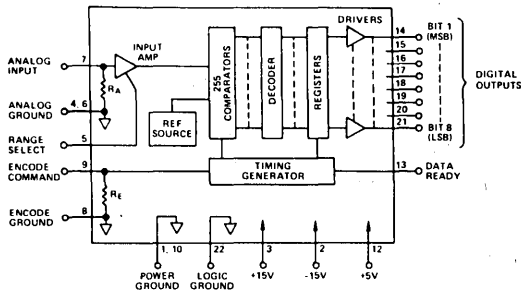 DRIVERS
14
BIT 1
(MSB)
15
16
17
18
19
20
21
BIT 8
(LSB)
DIGITAL
OUTPUTS
ANALOG
INPUT
7
INPUT
AMP
RA
255
COMPARATORS
DECODER
REGISTERS
ANALOG
GROUND
4, 6
REF
SOURCE
RANGE
SELECT
5
ENCODE
COMMAND
9
TIMING
GENERATOR
13
DATA
READY
RE
ENCODE
GROUND
8
1, 10
22
3
2
12
POWER
GROUND
LOGIC
GROUND
+15V
-15V
+5V